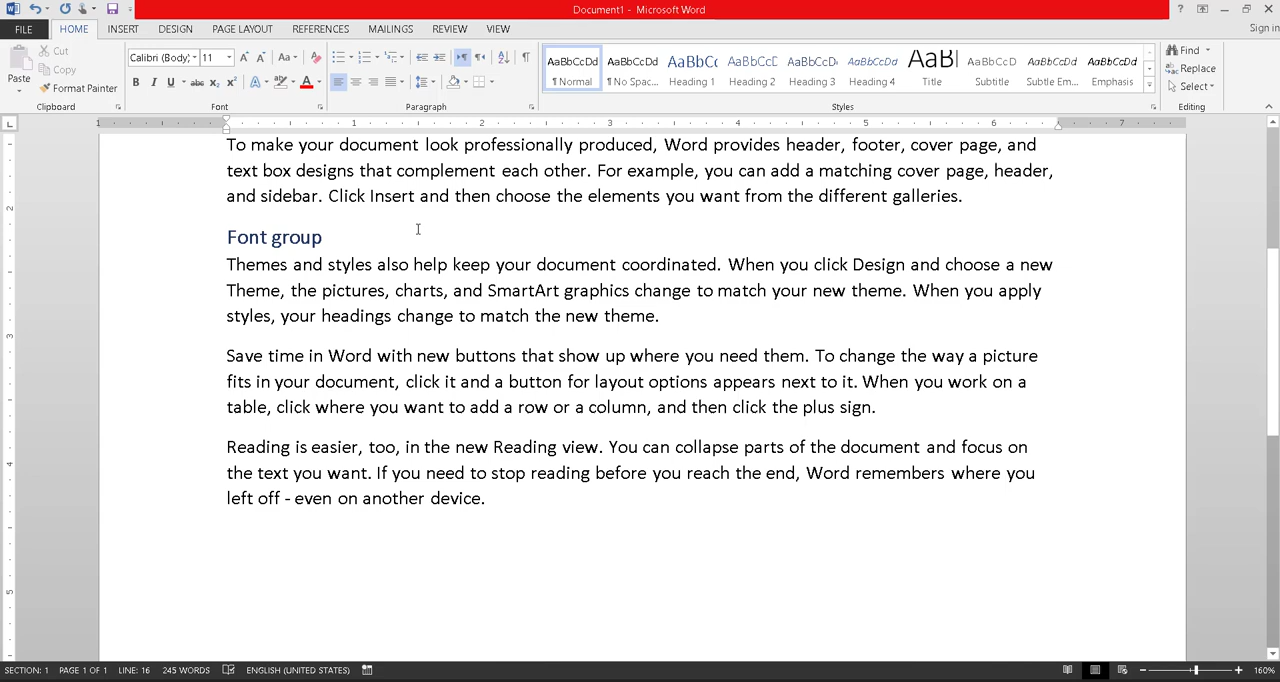 Document1 - Microsoft Word
Sign in
FILE HOME INSERT DESIGN PAGE LAYOUT REFERENCES MAILINGS REVIEW VIEW
Paste
Cut
Copy
Format Painter
Clipboard
Calibri (Body) 11
Font
Paragraph
AaBbCcDd AaBbCcDd AaBbCc AaBbCcD AaBbCcDd AaBbCcDd AaBl AaBbCcD AaBbCcDd AaBbCcDd
¶ Normal ¶ No Spac... Heading 1 Heading 2 Heading 3 Heading 4 Title Subtitle Subtle Em... Emphasis
Styles
Find
Replace
Select
Editing
1 1 2 3 4 5 6 7
To make your document look professionally produced, Word provides header, footer, cover page, and
text box designs that complement each other. For example, you can add a matching cover page, header,
and sidebar. Click Insert and then choose the elements you want from the different galleries.
Font group
Themes and styles also help keep your document coordinated. When you click Design and choose a new
Theme, the pictures, charts, and SmartArt graphics change to match your new theme. When you apply
styles, your headings change to match the new theme.
Save time in Word with new buttons that show up where you need them. To change the way a picture
fits in your document, click it and a button for layout options appears next to it. When you work on a
table, click where you want to add a row or a column, and then click the plus sign.
Reading is easier, too, in the new Reading view. You can collapse parts of the document and focus on
the text you want. If you need to stop reading before you reach the end, Word remembers where you
left off - even on another device.
2
3
4
5
SECTION: 1 PAGE 1 OF 1 LINE: 16 245 WORDS ENGLISH (UNITED STATES) 160%